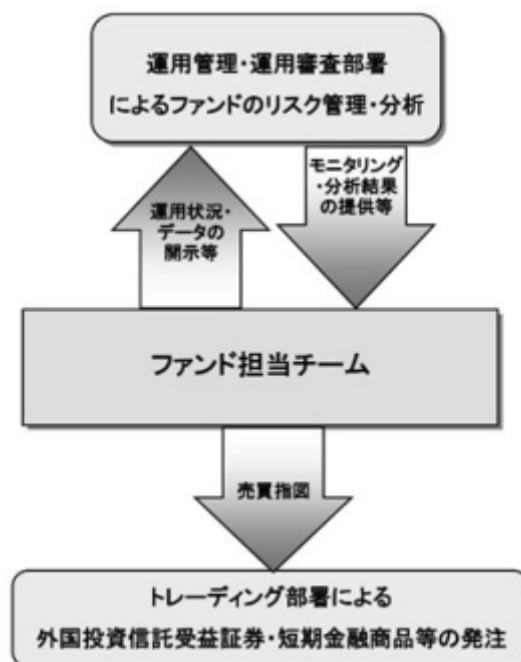 運用管理・運用審査部署
によるファンドのリスク管理・分析
運用状況・
データの
開示等
モニタリング
・分析結果
の提供等
ファンド担当チーム
売買指図
トレーディング部署による
外国投資信託受益証券・短期金融商品等の発注